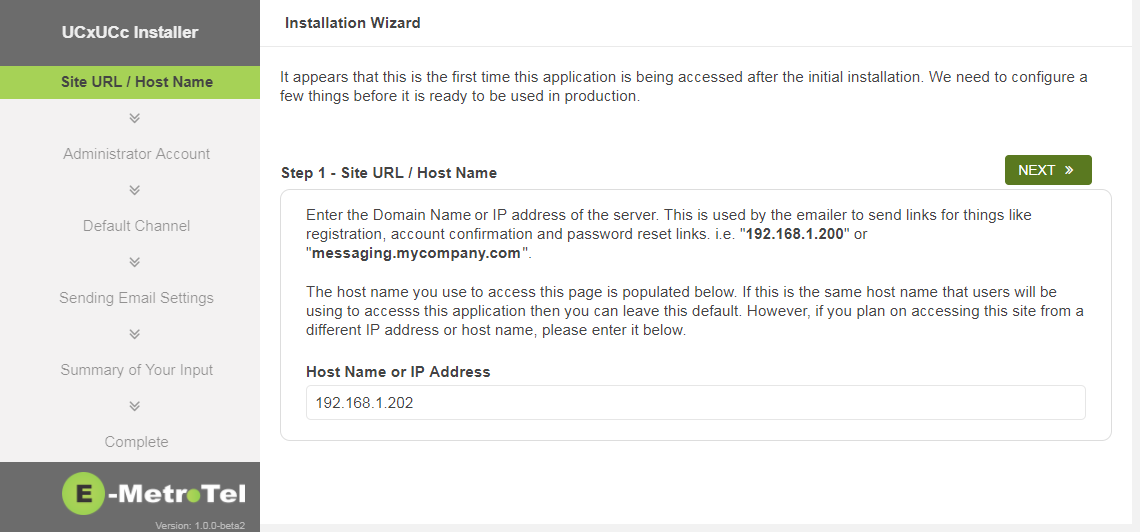 UCxUCc Installer
Site URL / Host Name
Administrator Account
Default Channel
Sending Email Settings
Summary of Your Input
Complete
E-MetroTel
Version: 1.0.0-beta2
Installation Wizard
It appears that this is the first time this application is being accessed after the initial installation. We need to configure a
few things before it is ready to be used in production.
Step 1 - Site URL / Host Name
NEXT »
Enter the Domain Name or IP address of the server. This is used by the emailer to send links for things like
registration, account confirmation and password reset links. i.e. "192.168.1.200" or
"messaging.mycompany.com".
The host name you use to access this page is populated below. If this is the same host name that users will be
using to accesss this application then you can leave this default. However, if you plan on accessing this site from a
different IP address or host name, please enter it below.
Host Name or IP Address
192.168.1.202